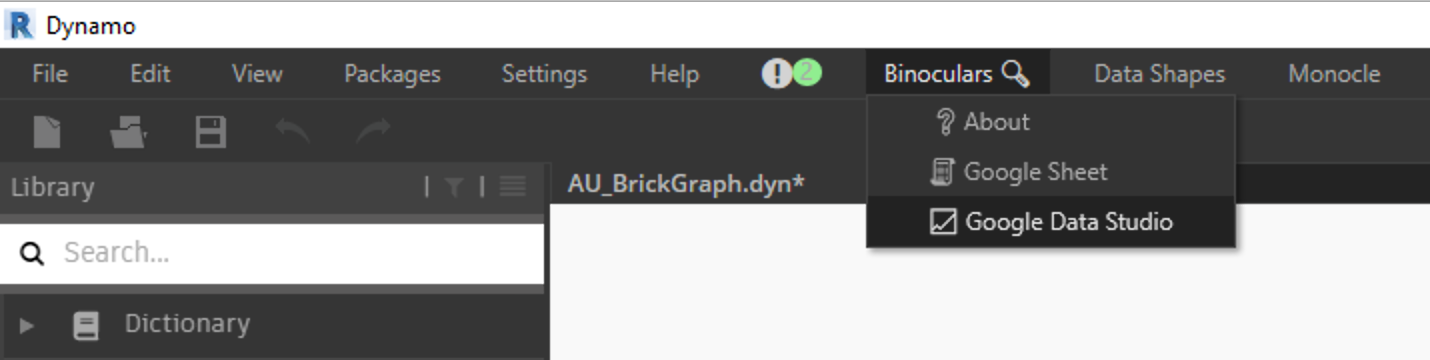 Dynamo
File Edit View Packages Settings Help ! 2 Binoculars Data Shapes Monocle
About
Google Sheet
Google Data Studio
Library
AU_BrickGraph.dyn*
Search...
Dictionary